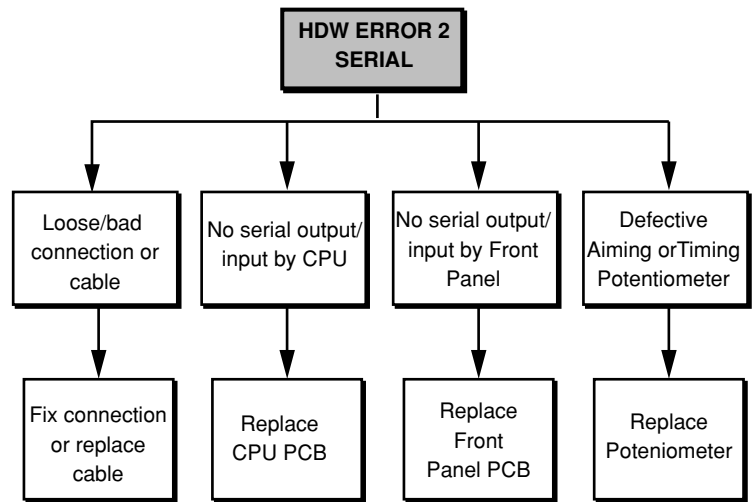 HDW ERROR 2
SERIAL
Loose/bad
connection or
cable
No serial output/
input by CPU
No serial output/
input by Front
Panel
Defective
Aiming orTiming
Potentiometer
Fix connection
or replace
cable
Replace
CPU PCB
Replace
Front
Panel PCB
Replace
Poteniometer